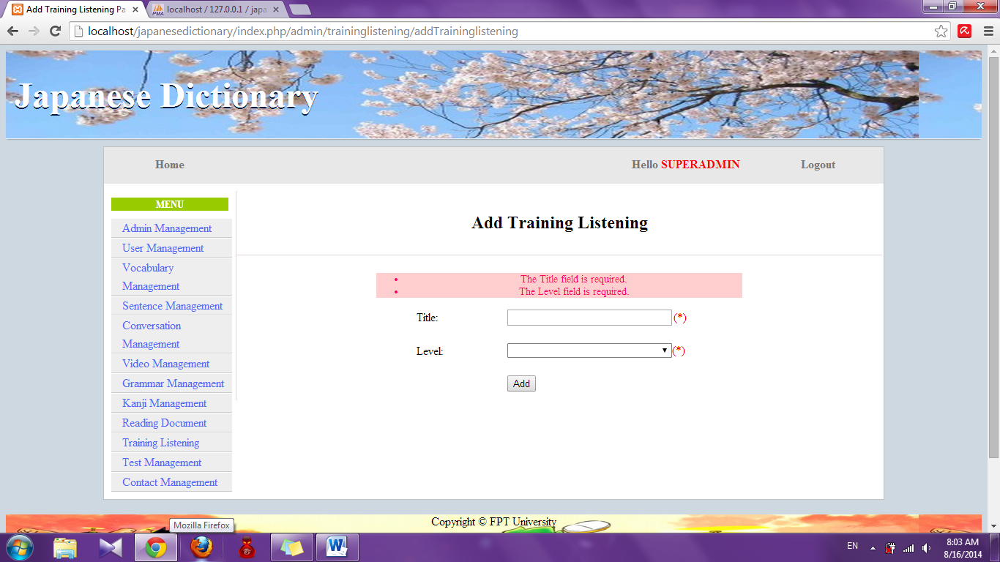 Add Training Listening Pa
localhost / 127.0.0.1 / japa
localhost/japanesedictionary/index.php/admin/traininglistening/addTraininglistening
Japanese Dictionary
Home
Hello SUPERADMIN
Logout
MENU
Admin Management
User Management
Vocabulary
Management
Sentence Management
Conversation
Management
Video Management
Grammar Management
Kanji Management
Reading Document
Training Listening
Test Management
Contact Management
Add Training Listening
• The Title field is required.
• The Level field is required.
Title: (*)
Level: (*)
Add
Copyright © FPT University
Mozilla Firefox
EN
8:03 AM
8/16/2014